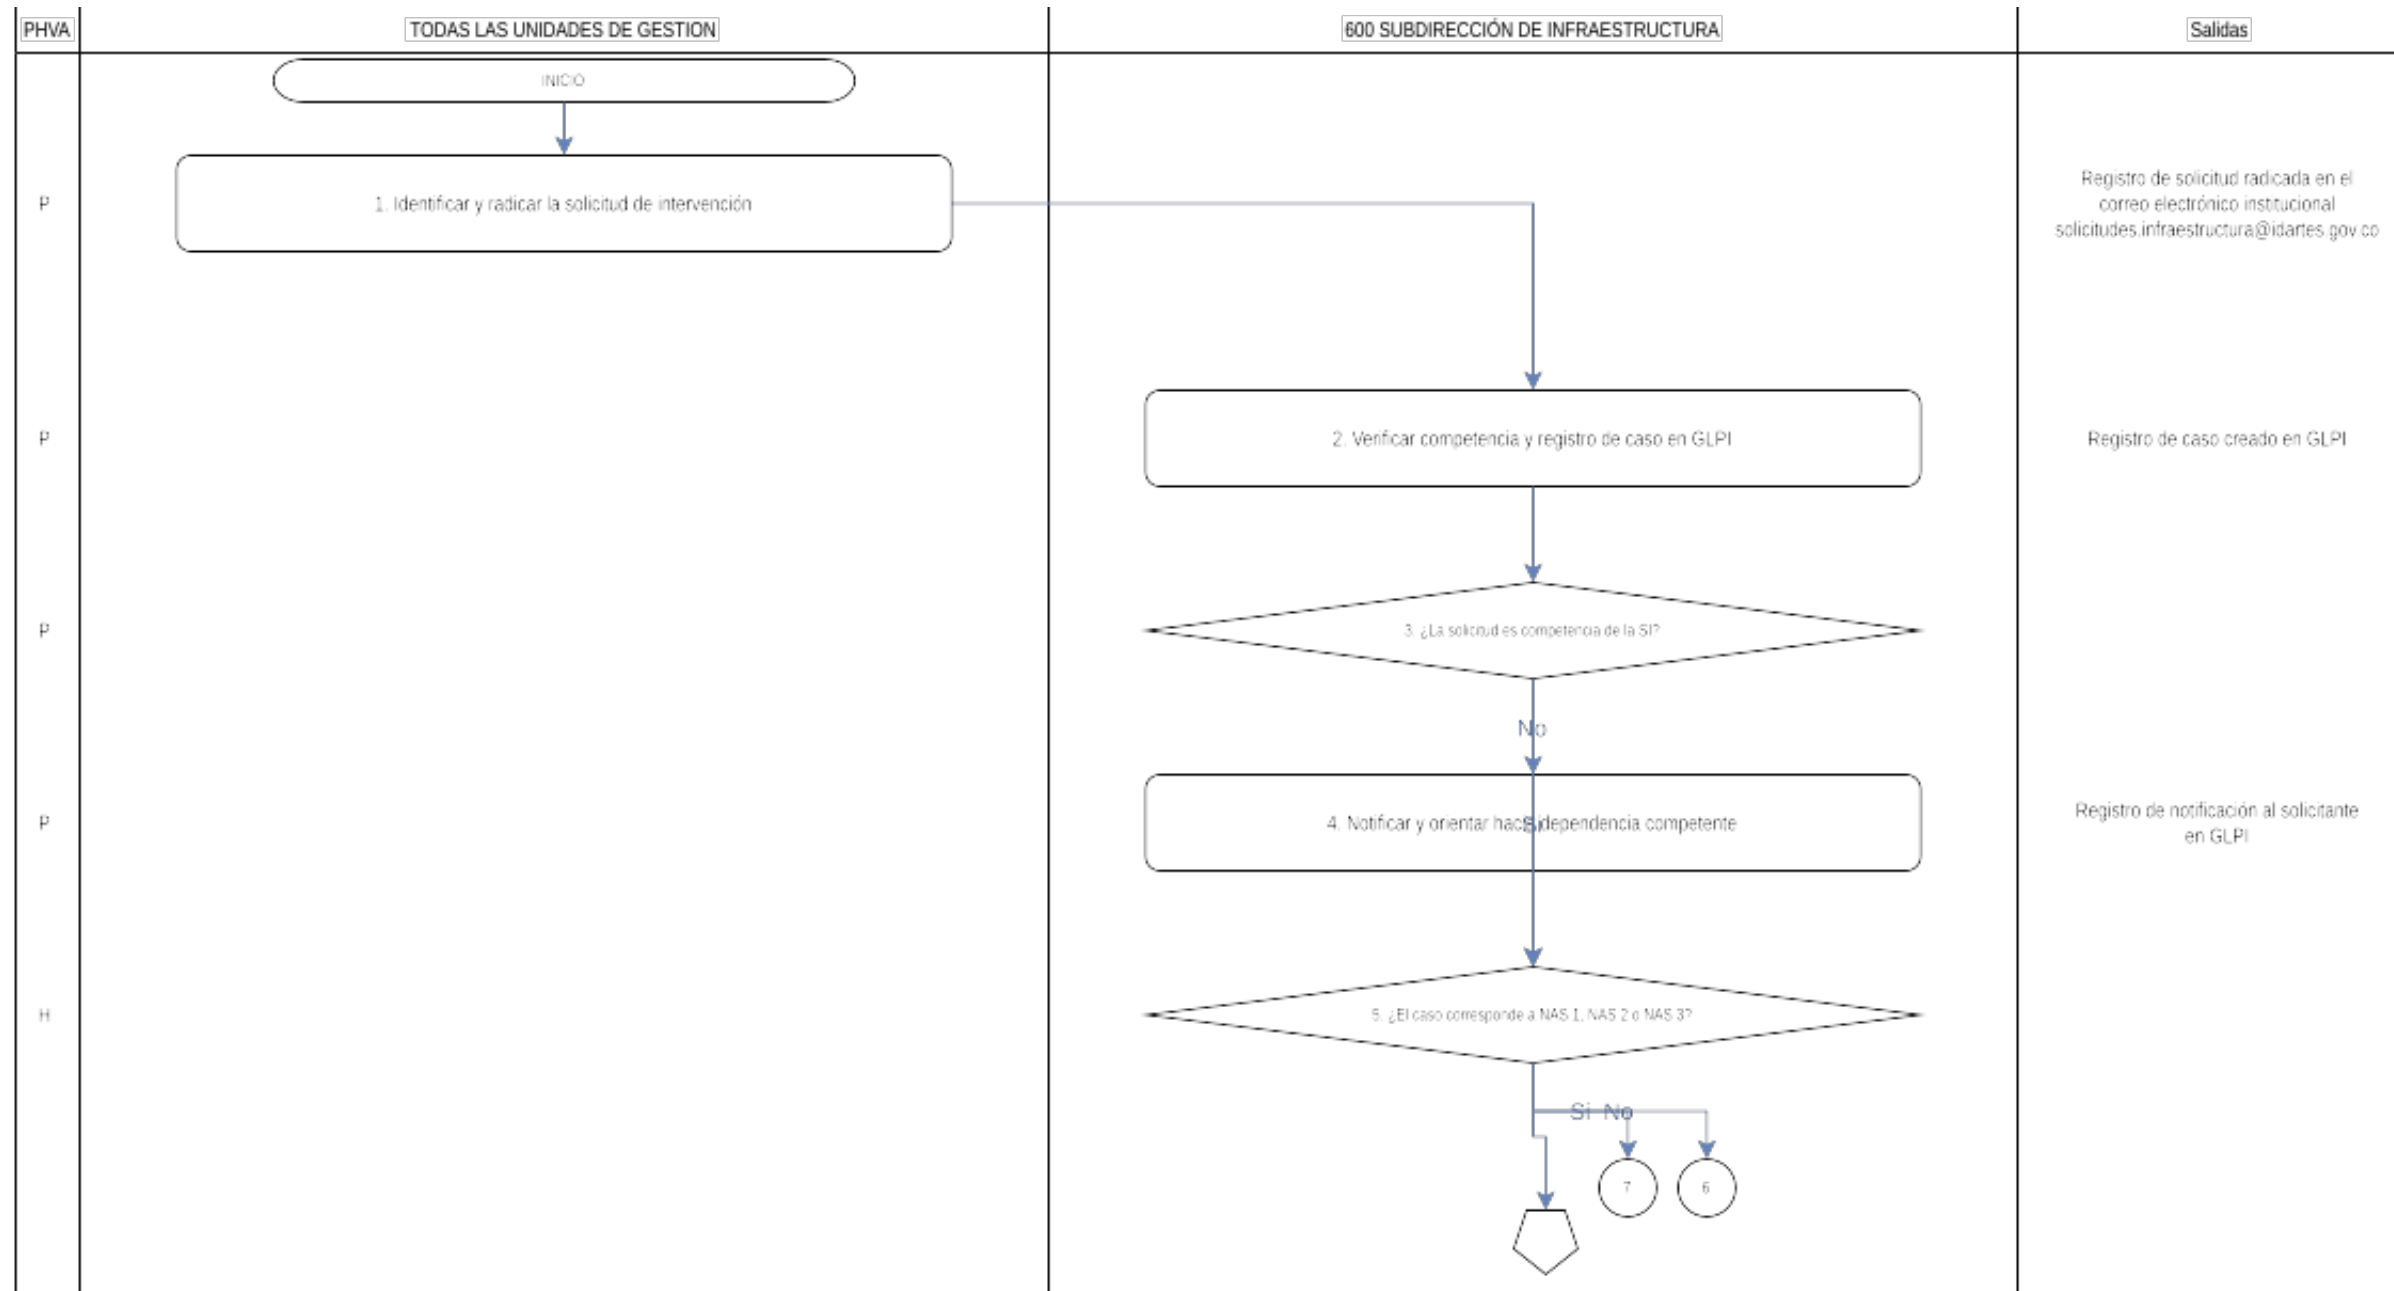 PHVA
TODAS LAS UNIDADES DE GESTION
600 SUBDIRECCIÓN DE INFRAESTRUCTURA
Salidas
INICIO
P
1. Identificar y radicar la solicitud de intervención
Registro de solicitud radicada en el
correo electrónico institucional
solicitudes.infraestructura@idartes.gov.co
P
2. Verificar competencia y registro de caso en GLPI
Registro de caso creado en GLPI
P
3. ¿La solicitud es competencia de la SI?
No
P
4. Notificar y orientar hacia dependencia competente
Si
Registro de notificación al solicitante
en GLPI
H
5. ¿El caso corresponde a NAS 1, NAS 2 o NAS 3?
Si No
7
6